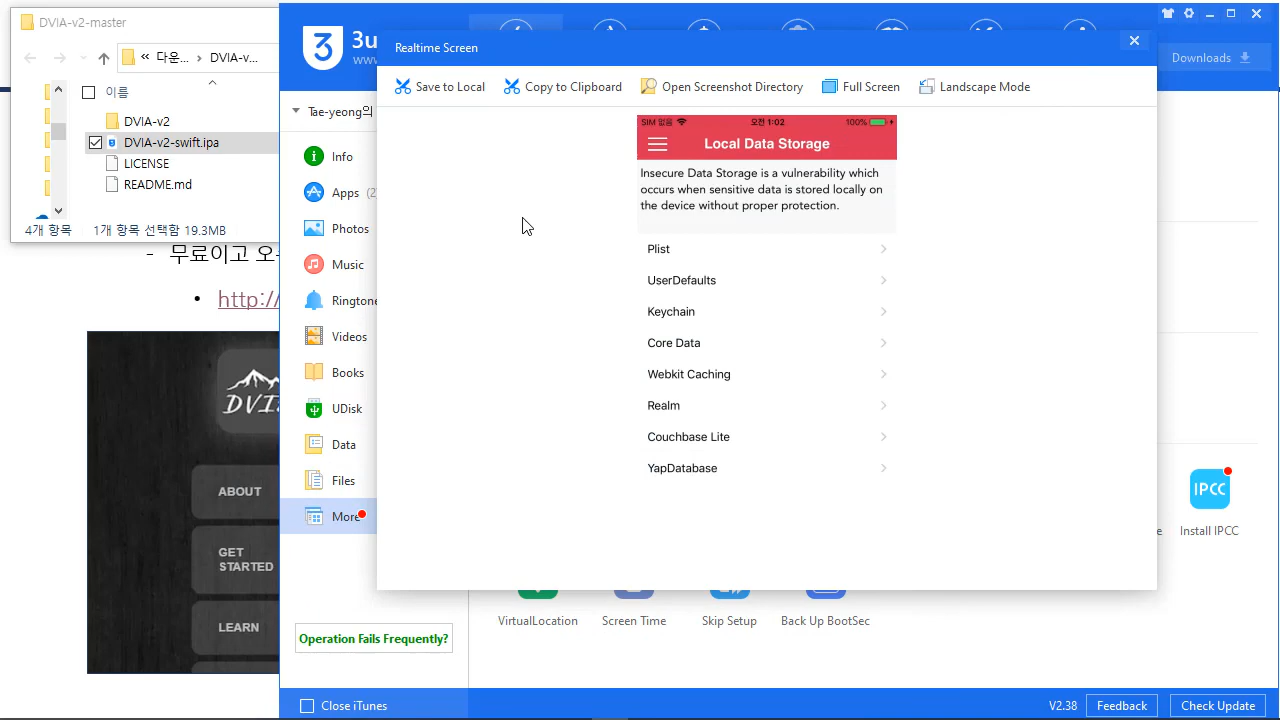 DVIA-v2-master
« 다운... › DVIA-v...
이름
DVIA-v2
DVIA-v2-swift.ipa
LICENSE
README.md
4개 항목 1개 항목 선택함 19.3MB
- 무료이고 오
• http:/
ABOUT
GET
STARTED
LEARN
3u
www
Downloads
Tae-yeong의
Info
Apps
Photos
Music
Ringtone
Videos
Books
UDisk
Data
Files
More
Operation Fails Frequently?
Close iTunes
Realtime Screen
Save to Local
Copy to Clipboard
Open Screenshot Directory
Full Screen
Landscape Mode
SIM 없음 오전 1:02 100%
Local Data Storage
Insecure Data Storage is a vulnerability which
occurs when sensitive data is stored locally on
the device without proper protection.
Plist
UserDefaults
Keychain
Core Data
Webkit Caching
Realm
Couchbase Lite
YapDatabase
IPCC
Install IPCC
VirtualLocation
Screen Time
Skip Setup
Back Up BootSec
V2.38
Feedback
Check Update